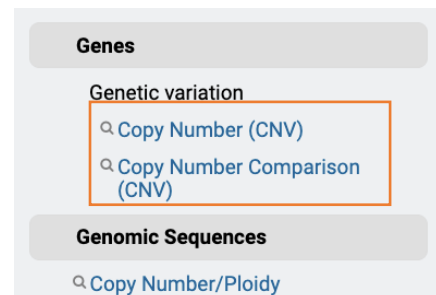 Genes
Genetic variation
Copy Number (CNV)
Copy Number Comparison
(CNV)
Genomic Sequences
Copy Number/Ploidy